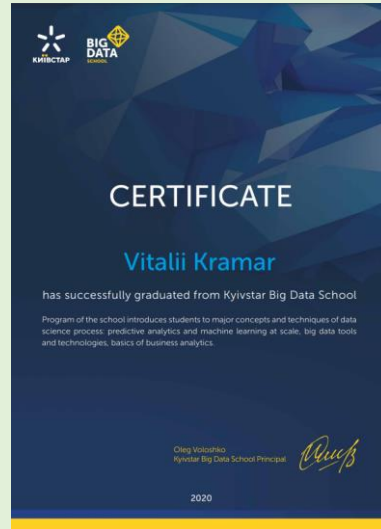 КИЇВСТАР
BIG
DATA
SCHOOL
CERTIFICATE
Vitalii Kramar
has successfully graduated from Kyivstar Big Data School
Program of the school introduces students to major concepts and techniques of data
science process: predictive analytics and machine learning at scale, big data tools
and technologies, basics of business analytics.
Oleg Voloshko
Kyivstar Big Data School Principal
2020